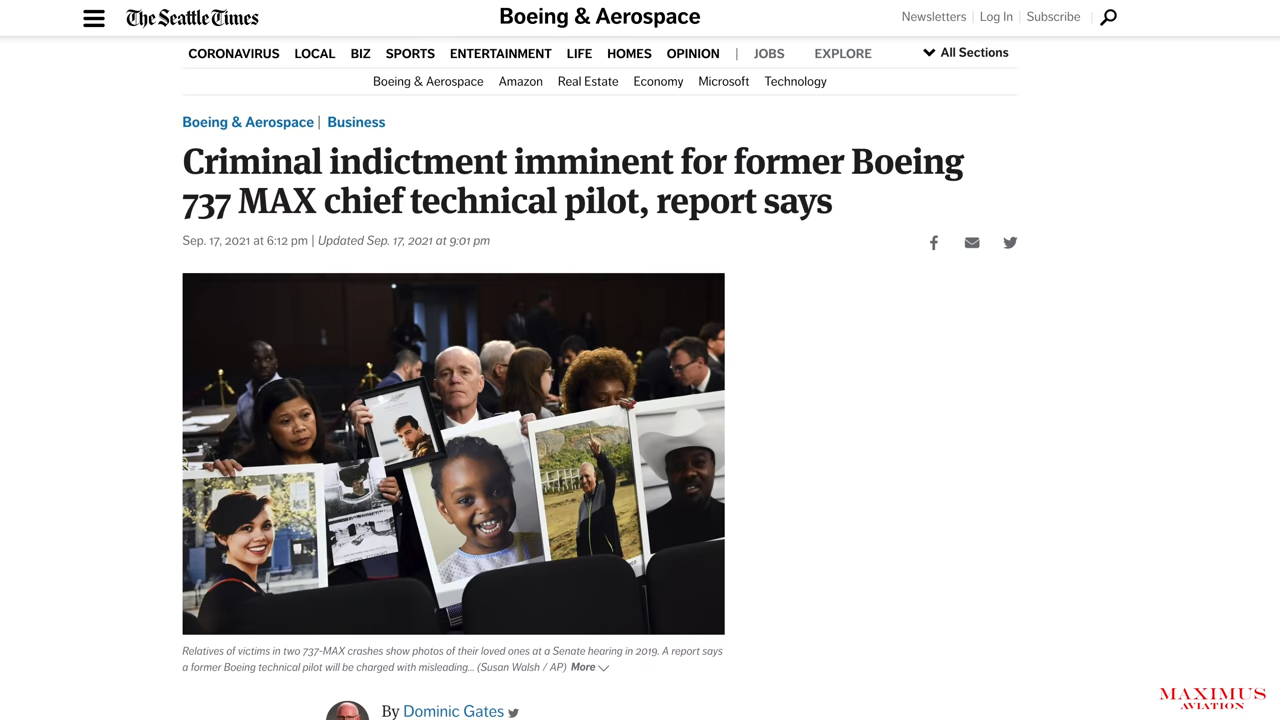 The Seattle Times
Boeing & Aerospace
Newsletters | Log In | Subscribe
CORONAVIRUS LOCAL BIZ SPORTS ENTERTAINMENT LIFE HOMES OPINION | JOBS EXPLORE All Sections
Boeing & Aerospace Amazon Real Estate Economy Microsoft Technology
Boeing & Aerospace | Business
Criminal indictment imminent for former Boeing
737 MAX chief technical pilot, report says
Sep. 17, 2021 at 6:12 pm | Updated Sep. 17, 2021 at 9:01 pm
Relatives of victims in two 737-MAX crashes show photos of their loved ones at a Senate hearing in 2019. A report says
a former Boeing technical pilot will be charged with misleading... (Susan Walsh / AP) More
By Dominic Gates
MAXIMUS
AVIATION